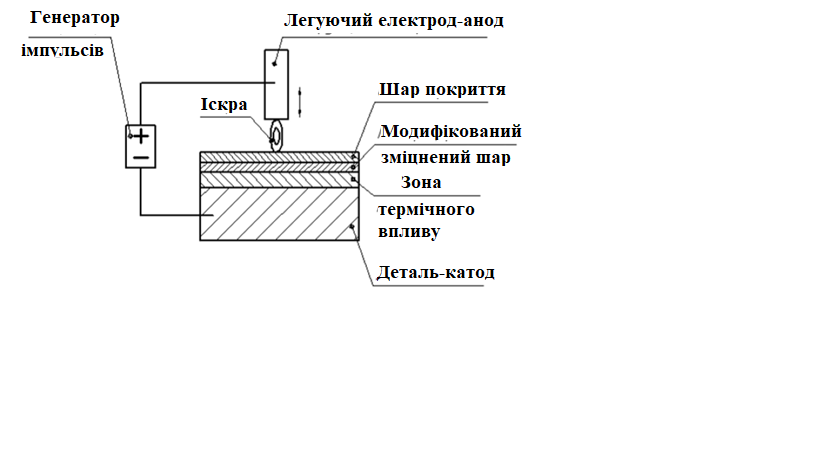 Генератор
імпульсів
Легуючий електрод-анод
Іскра
Шар покриття
Модифікований
зміцнений шар
Зона
термічного
впливу
Деталь-катод
+
−